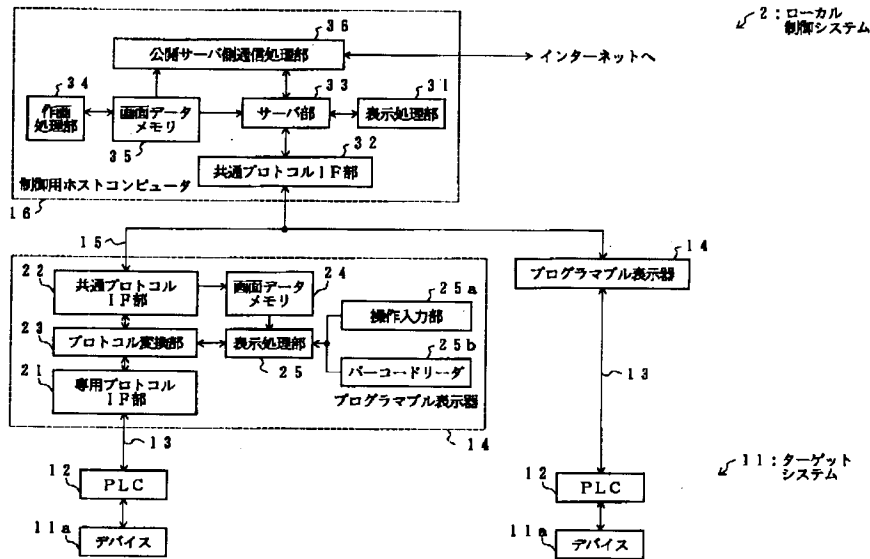 36
2：ローカル
制御システム
公開サーバ側通信処理部
インターネットへ
34
33
31
作画
処理部
画面データ
メモリ
サーバ部
表示処理部
35
32
共通プロトコルIF部
制御用ホストコンピュータ
16
15
14
プログラマブル表示器
22
24
25a
共通プロトコル
IF部
画面データ
メモリ
操作入力部
23
25b
プロトコル変換部
表示処理部
バーコードリーダ
21
25
専用プロトコル
IF部
プログラマブル表示器
13
14
13
11：ターゲット
システム
12
PLC
12
PLC
11a
デバイス
11a
デバイス